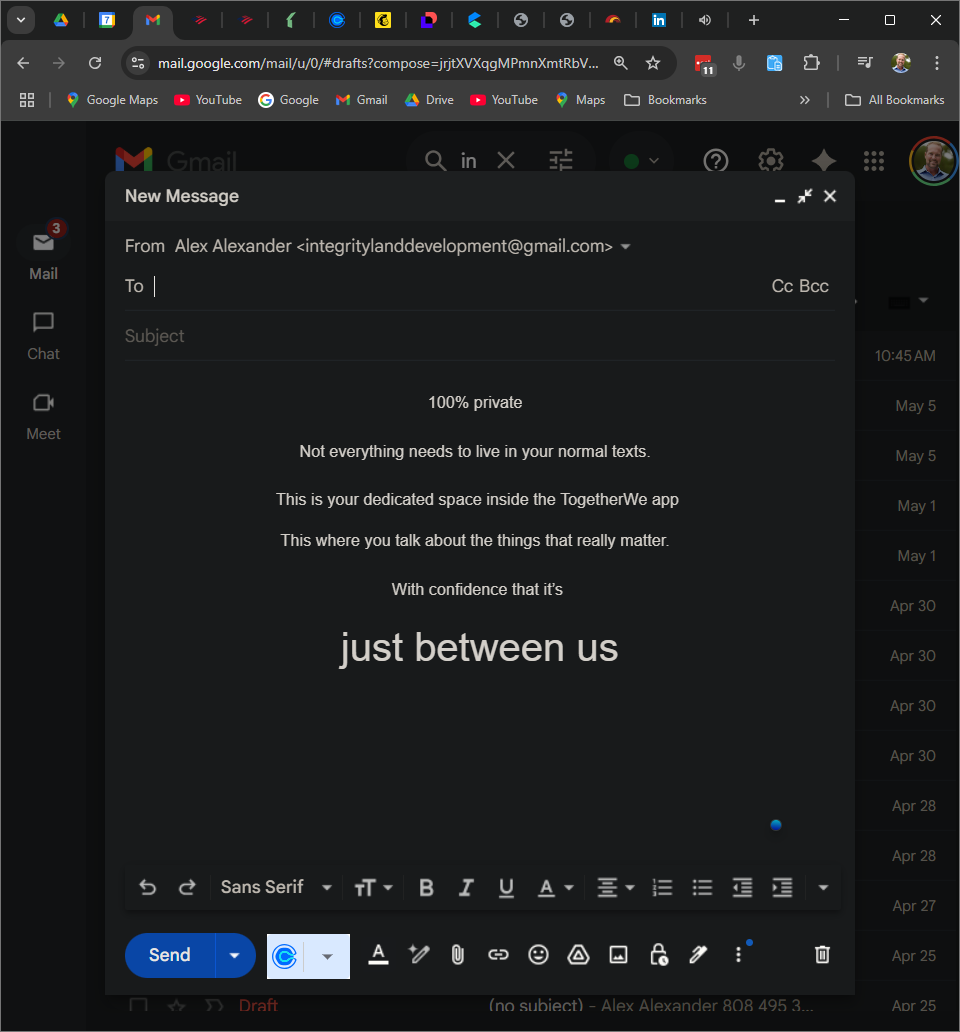 7
mail.google.com/mail/u/0/#drafts?compose=jrjtXVXqgMPmnXmtRbV...
11
Google Maps
YouTube
Google
Gmail
Drive
YouTube
Maps
Bookmarks
All Bookmarks
Gmail
in
New Message
3
Mail
Chat
Meet
From Alex Alexander <integritylanddevelopment@gmail.com>
To
Cc Bcc
Subject
100% private
Not everything needs to live in your normal texts.
This is your dedicated space inside the TogetherWe app
This where you talk about the things that really matter.
With confidence that it's
just between us
10:45 AM
May 5
May 5
May 1
May 1
Apr 30
Apr 30
Apr 30
Apr 30
Apr 28
Apr 28
Apr 27
Apr 25
Sans Serif
Send
Draft
(no subject) - Alex Alexander 808 495 3...
Apr 25